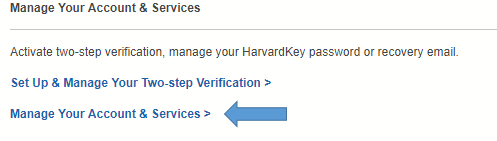 Manage Your Account & Services
Activate two-step verification, manage your HarvardKey password or recovery email.
Set Up & Manage Your Two-step Verification >
Manage Your Account & Services >